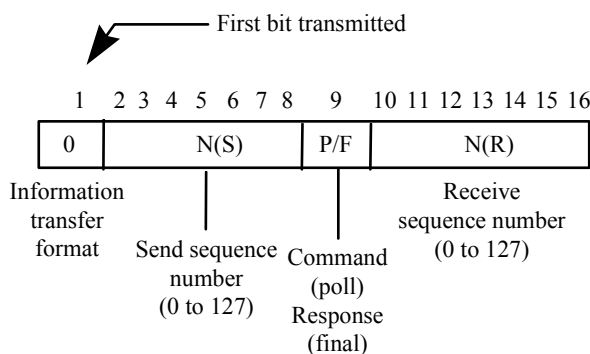 First bit transmitted
1 2 3 4 5 6 7 8 9 10 11 12 13 14 15 16
0 N(S) P/F N(R)
Information
transfer
format
Send sequence
number
(0 to 127)
Command
(poll)
Response
(final)
Receive
sequence number
(0 to 127)